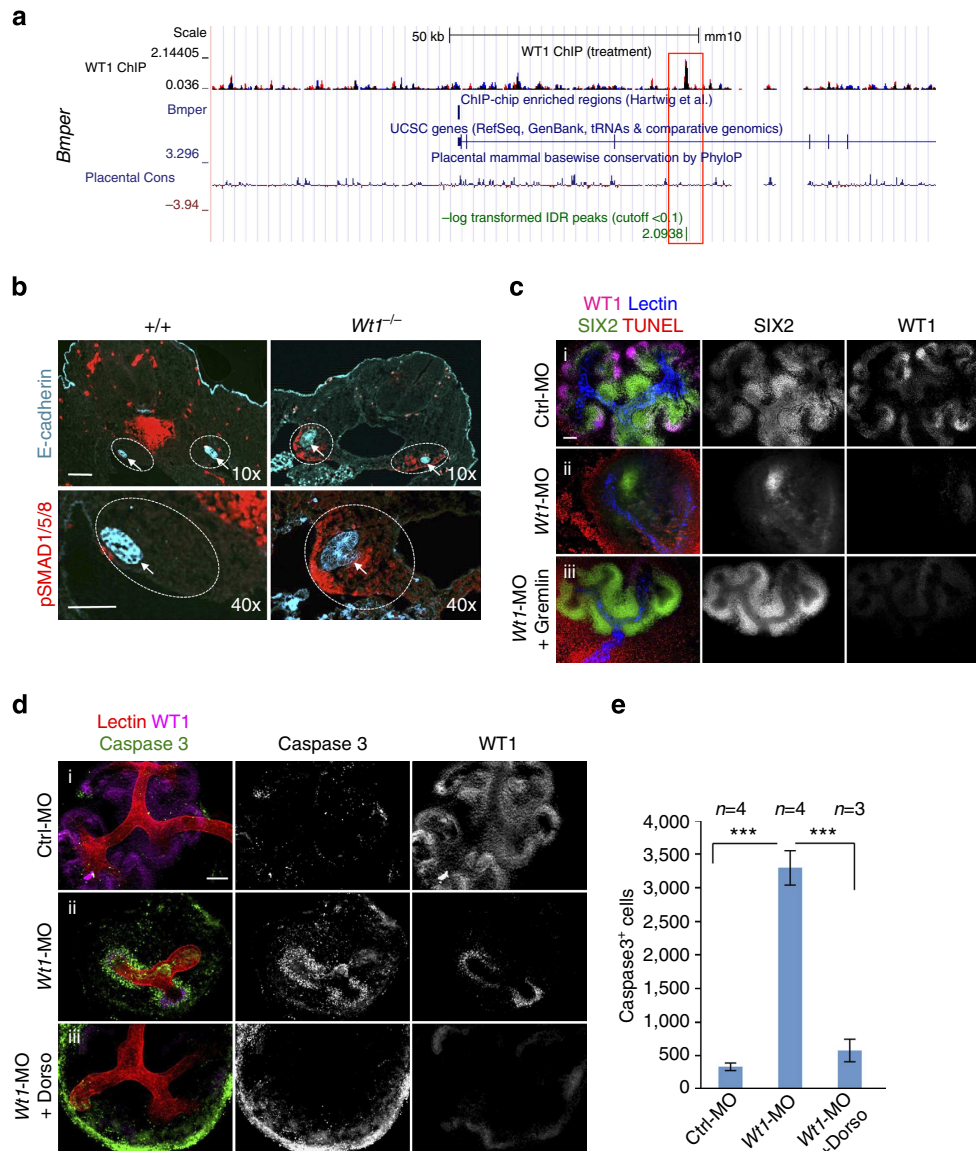 a
Scale
50 kb
mm10
2.14405
WT1 ChIP (treatment)
WT1 ChIP
0.036
ChIP-chip enriched regions (Hartwig et al.)
Bmper
UCSC genes (RefSeq, GenBank, tRNAs & comparative genomics)
Bmper
3.296
Placental mammal basewise conservation by PhyloP
Placental Cons
–3.94
–log transformed IDR peaks (cutoff <0.1)
2.0938
b
+/+
Wt1–/–
E-cadherin
10x
10x
pSMAD1/5/8
40x
40x
c
WT1 Lectin
SIX2 TUNEL
SIX2
WT1
Ctrl-MO
i
Wt1-MO
ii
Wt1-MO
+ Gremlin
iii
d
Lectin WT1
Caspase 3
Caspase 3
WT1
Ctrl-MO
i
Wt1-MO
ii
Wt1-MO
+ Dorso
iii
e
n=4
n=4
n=3
4,000
***
***
3,500
3,000
2,500
2,000
1,500
1,000
500
0
Caspase3+ cells
Ctrl-MO
Wt1-MO
Wt1-MO
+Dorso